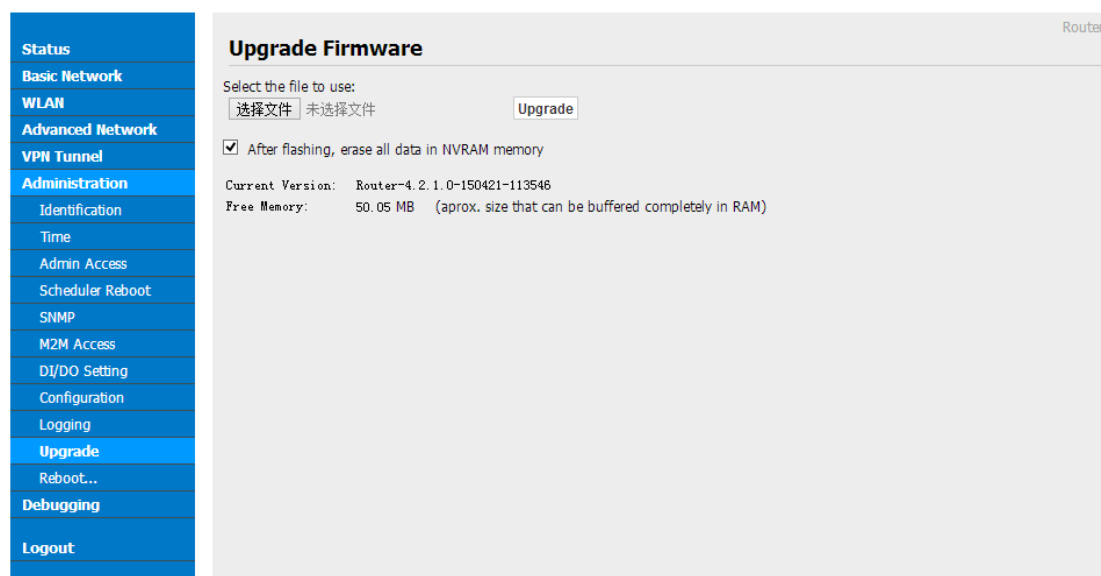 Router
Status
Basic Network
WLAN
Advanced Network
VPN Tunnel
Administration
Identification
Time
Admin Access
Scheduler Reboot
SNMP
M2M Access
DI/DO Setting
Configuration
Logging
Upgrade
Reboot...
Debugging
Logout
Upgrade Firmware
Select the file to use:
选择文件 未选择文件 Upgrade
After flashing, erase all data in NVRAM memory
Current Version: Router-4.2.1.0-150421-113546
Free Memory: 50.05 MB (aprox. size that can be buffered completely in RAM)